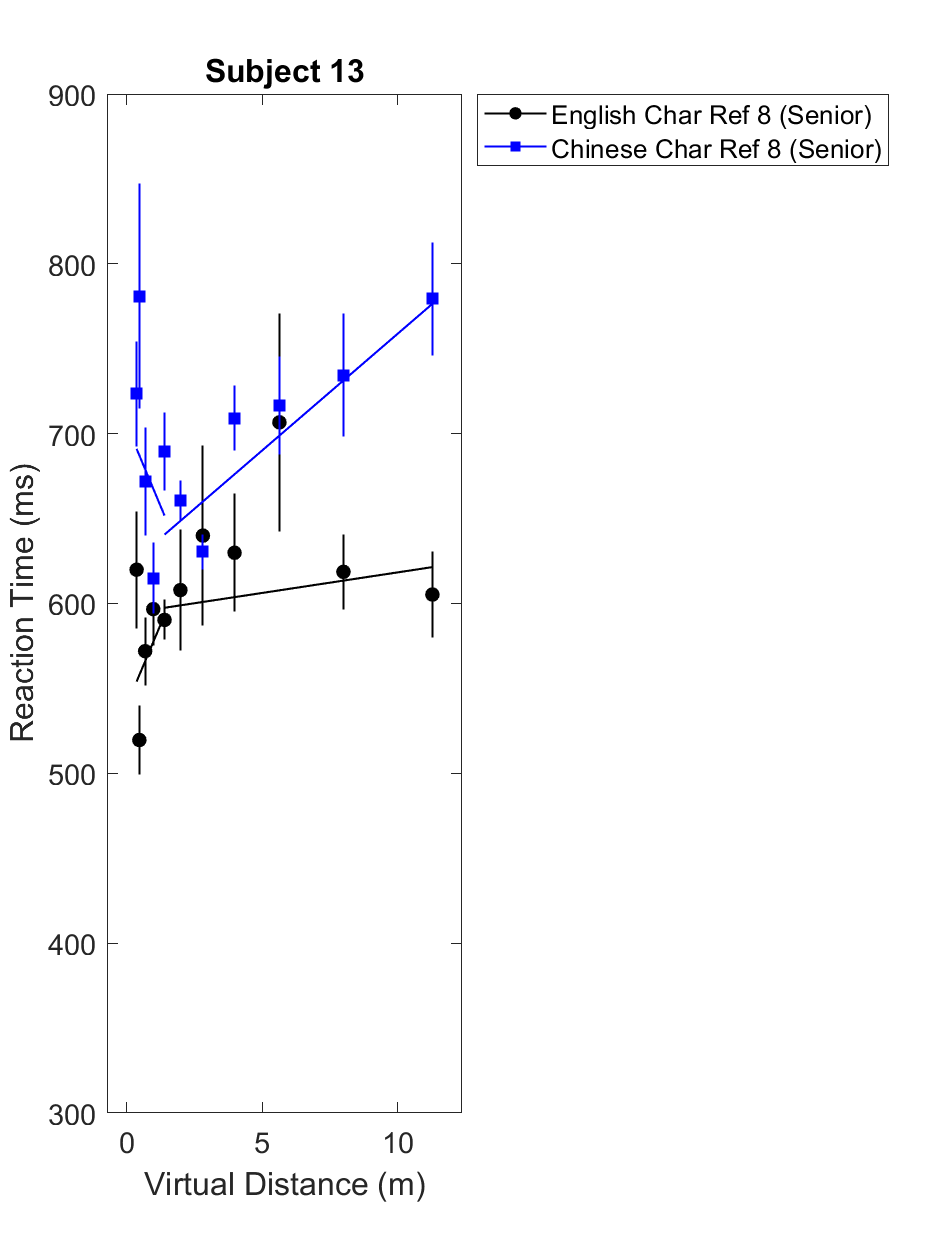 Subject 13
900
800
700
600
500
400
300
Reaction Time (ms)
0 5 10
Virtual Distance (m)
English Char Ref 8 (Senior)
Chinese Char Ref 8 (Senior)